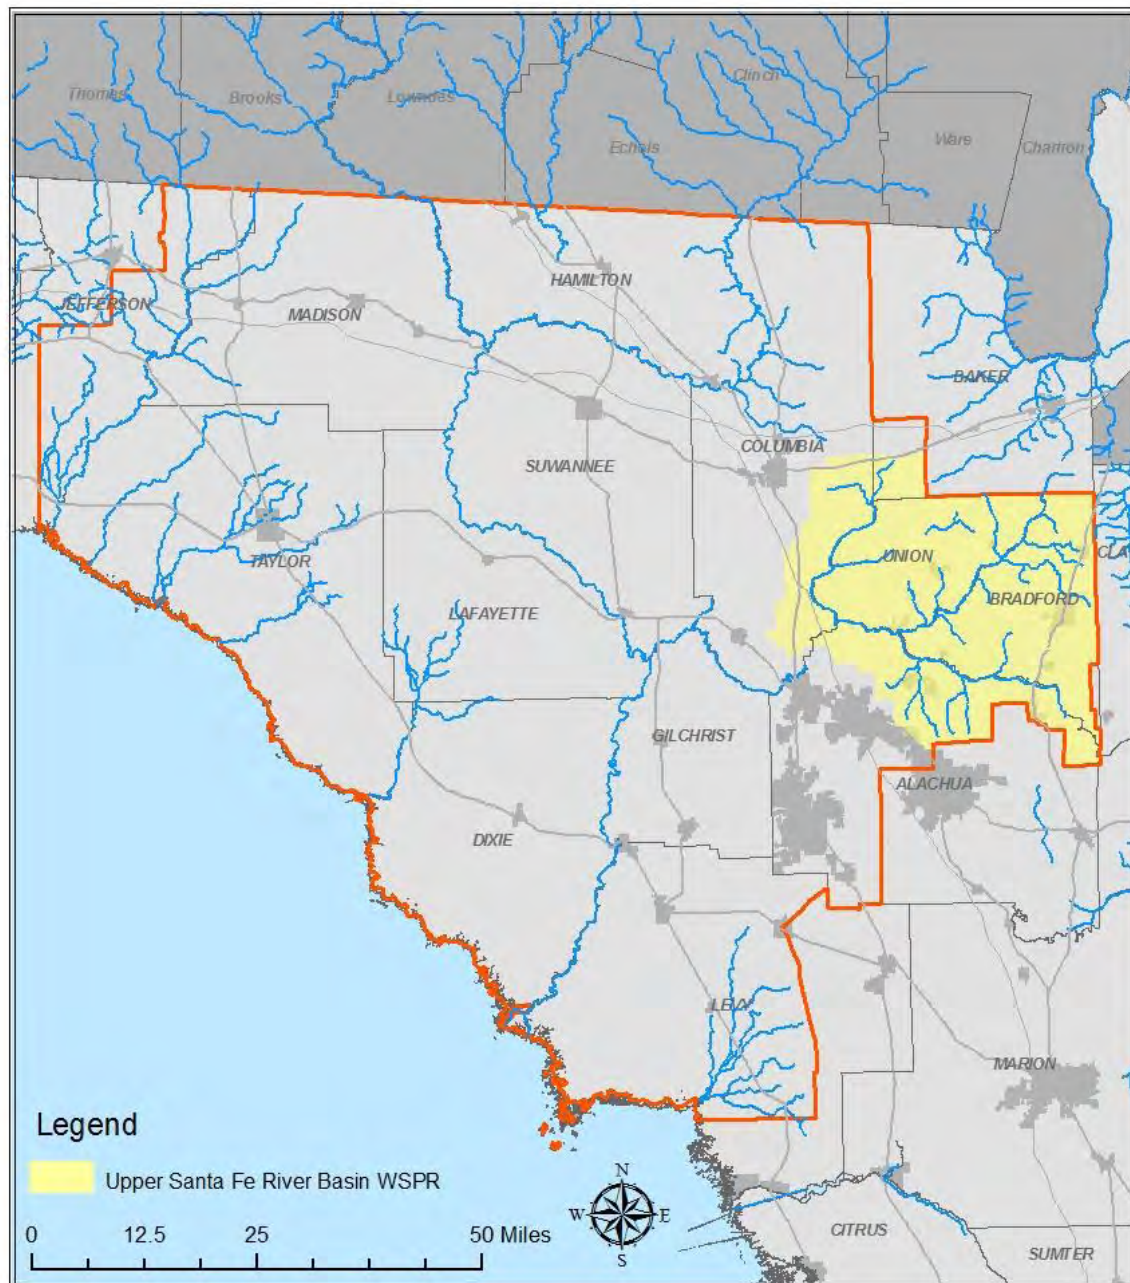 Thomas
Brooks
Lowndes
Clinch
Echols
Ware
Charlton
JEFFERSON
MADISON
HAMILTON
BAKER
COLUMBIA
SUWANNEE
TAYLOR
UNION
CLA
LAFAYETTE
BRADFORD
GILCHRIST
ALACHUA
DIXIE
LEVY
MARION
Legend
Upper Santa Fe River Basin WSPR
N
W E
S
0 12.5 25 50 Miles
CITRUS
SUMTER